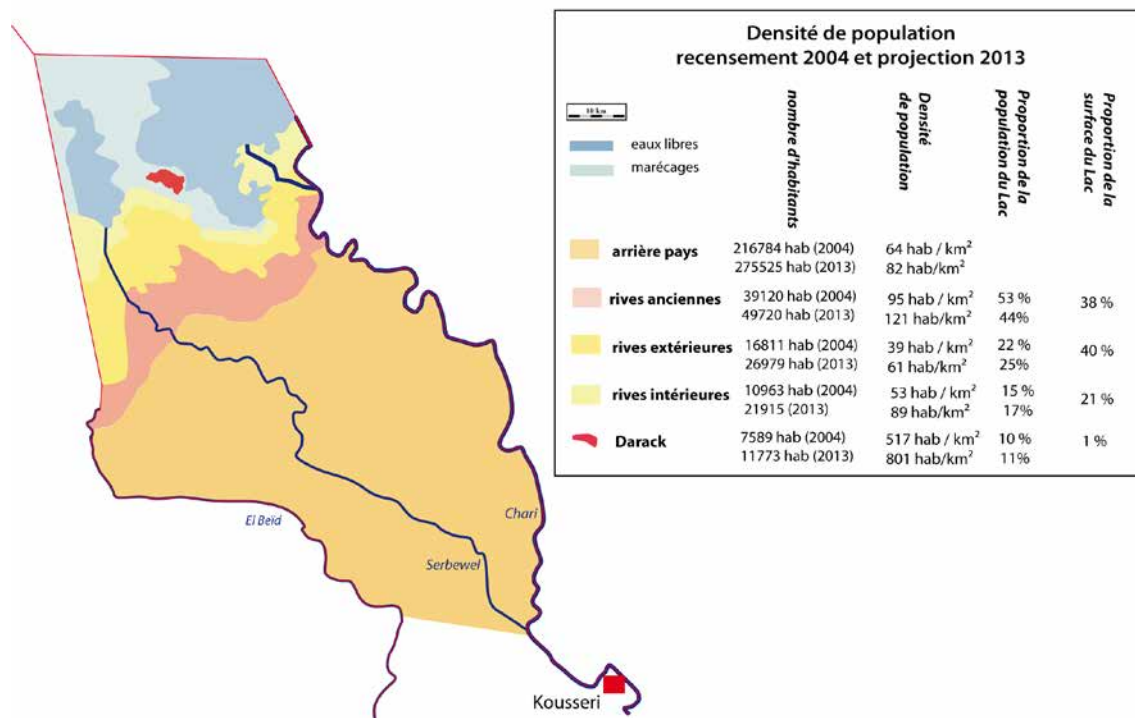 Densité de population
recensement 2004 et projection 2013
nombre d'habitants
Densité
de population
Proportion de la
population du Lac
Proportion de la
surface du Lac
10 km
eaux libres
marécages
arrière pays
216784 hab (2004) 64 hab / km²
275525 hab (2013) 82 hab/km²
rives anciennes
39120 hab (2004) 95 hab / km² 53 % 38 %
49720 hab (2013) 121 hab/km² 44%
rives extérieures
16811 hab (2004) 39 hab / km² 22 % 40 %
26979 hab (2013) 61 hab/km² 25%
rives intérieures
10963 hab (2004) 53 hab / km² 15 % 21 %
21915 (2013) 89 hab/km² 17%
Darack
7589 hab (2004) 517 hab / km² 10 % 1 %
11773 hab (2013) 801 hab/km² 11%
El Beïd
Chari
Serbewel
Kousseri